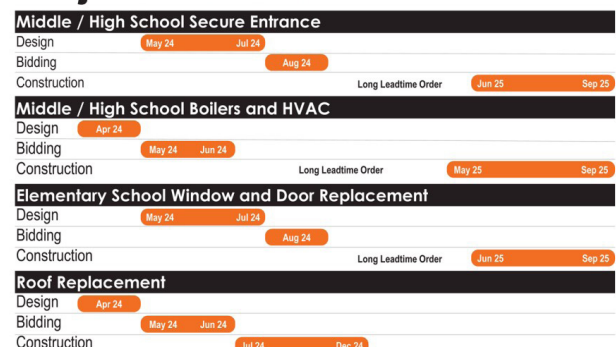 Middle / High School Secure Entrance
Design May 24 Jul 24
Bidding Aug 24
Construction Long Leadtime Order Jun 25 Sep 25
Middle / High School Boilers and HVAC
Design Apr 24
Bidding May 24 Jun 24
Construction Long Leadtime Order May 25 Sep 25
Elementary School Window and Door Replacement
Design May 24 Jul 24
Bidding Aug 24
Construction Long Leadtime Order Jun 25 Sep 25
Roof Replacement
Design Apr 24
Bidding May 24 Jun 24
Construction Jul 24 Dec 24